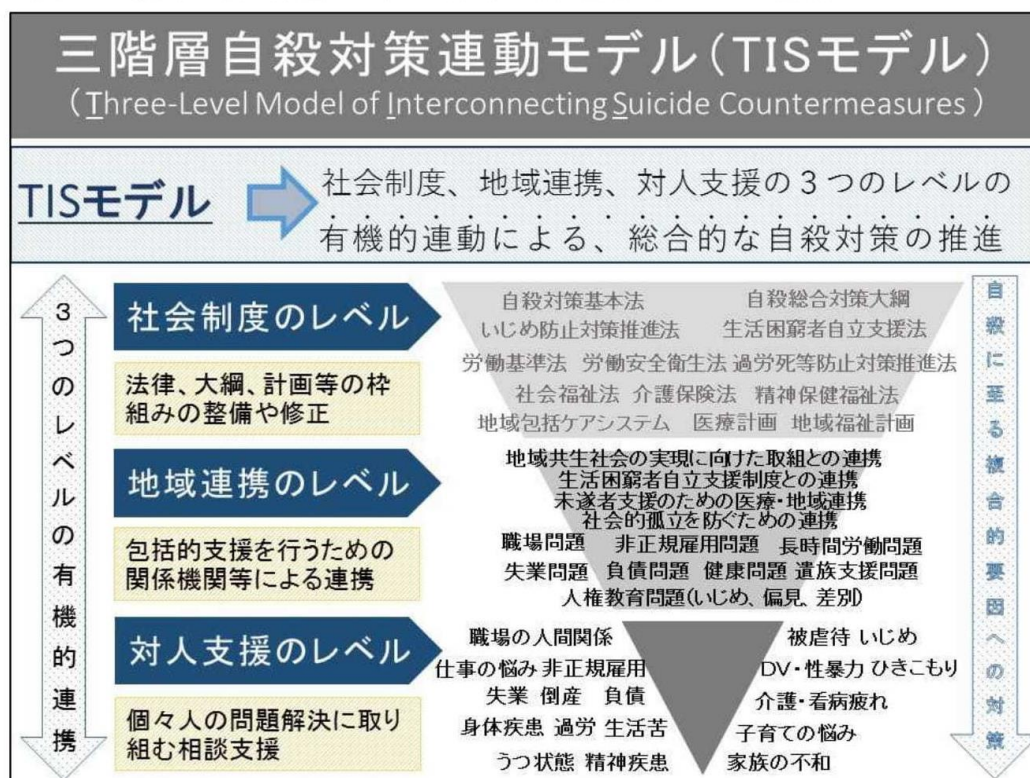 三階層自殺対策連動モデル(TISモデル)
(Three-Level Model of Interconnecting Suicide Countermeasures)
TISモデル
社会制度、地域連携、対人支援の3つのレベルの
有機的連動による、総合的な自殺対策の推進
3つのレベルの有機的連携
社会制度のレベル
法律、大綱、計画等の枠
組みの整備や修正
自殺対策基本法 自殺総合対策大綱
いじめ防止対策推進法 生活困窮者自立支援法
労働基準法 労働安全衛生法 過労死等防止対策推進法
社会福祉法 介護保険法 精神保健福祉法
地域包括ケアシステム 医療計画 地域福祉計画
地域連携のレベル
包括的支援を行うための
関係機関等による連携
地域共生社会の実現に向けた取組との連携
生活困窮者自立支援制度との連携
未遂者支援のための医療・地域連携
社会的孤立を防ぐための連携
職場問題 非正規雇用問題 長時間労働問題
失業問題 負債問題 健康問題 遺族支援問題
人権教育問題(いじめ、偏見、差別)
対人支援のレベル
個々人の問題解決に取り
組む相談支援
職場の人間関係 被虐待 いじめ
仕事の悩み 非正規雇用 DV・性暴力 ひきこもり
失業 倒産 負債 介護・看病疲れ
身体疾患 過労 生活苦 子育ての悩み
うつ状態 精神疾患 家族の不和
自殺に至る複合的要因への対策